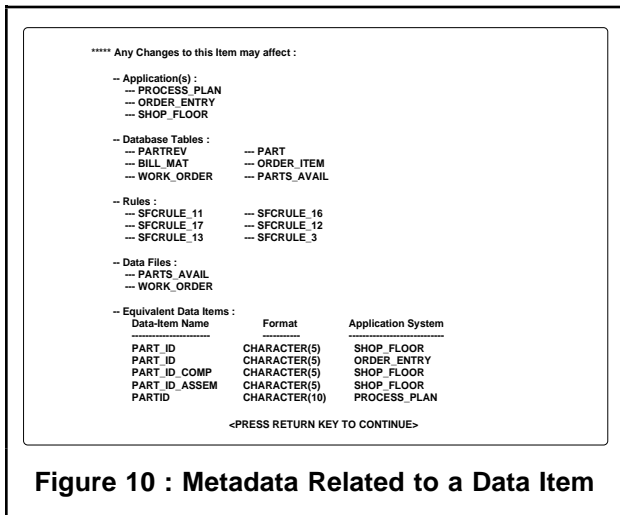 ***** Any Changes to this Item may affect :
-- Application(s) :
--- PROCESS_PLAN
--- ORDER_ENTRY
--- SHOP_FLOOR
-- Database Tables :
--- PARTREV --- PART
--- BILL_MAT --- ORDER_ITEM
--- WORK_ORDER --- PARTS_AVAIL
-- Rules :
--- SFCRULE_11 --- SFCRULE_16
--- SFCRULE_17 --- SFCRULE_12
--- SFCRULE_13 --- SFCRULE_3
-- Data Files :
--- PARTS_AVAIL
--- WORK_ORDER
-- Equivalent Data Items :
Data-Item Name Format Application System
---------------------- ----------- ---------------------------
PART_ID CHARACTER(5) SHOP_FLOOR
PART_ID CHARACTER(5) ORDER_ENTRY
PART_ID_COMP CHARACTER(5) SHOP_FLOOR
PART_ID_ASSEM CHARACTER(5) SHOP_FLOOR
PARTID CHARACTER(10) PROCESS_PLAN
<PRESS RETURN KEY TO CONTINUE>
Figure 10 : Metadata Related to a Data Item